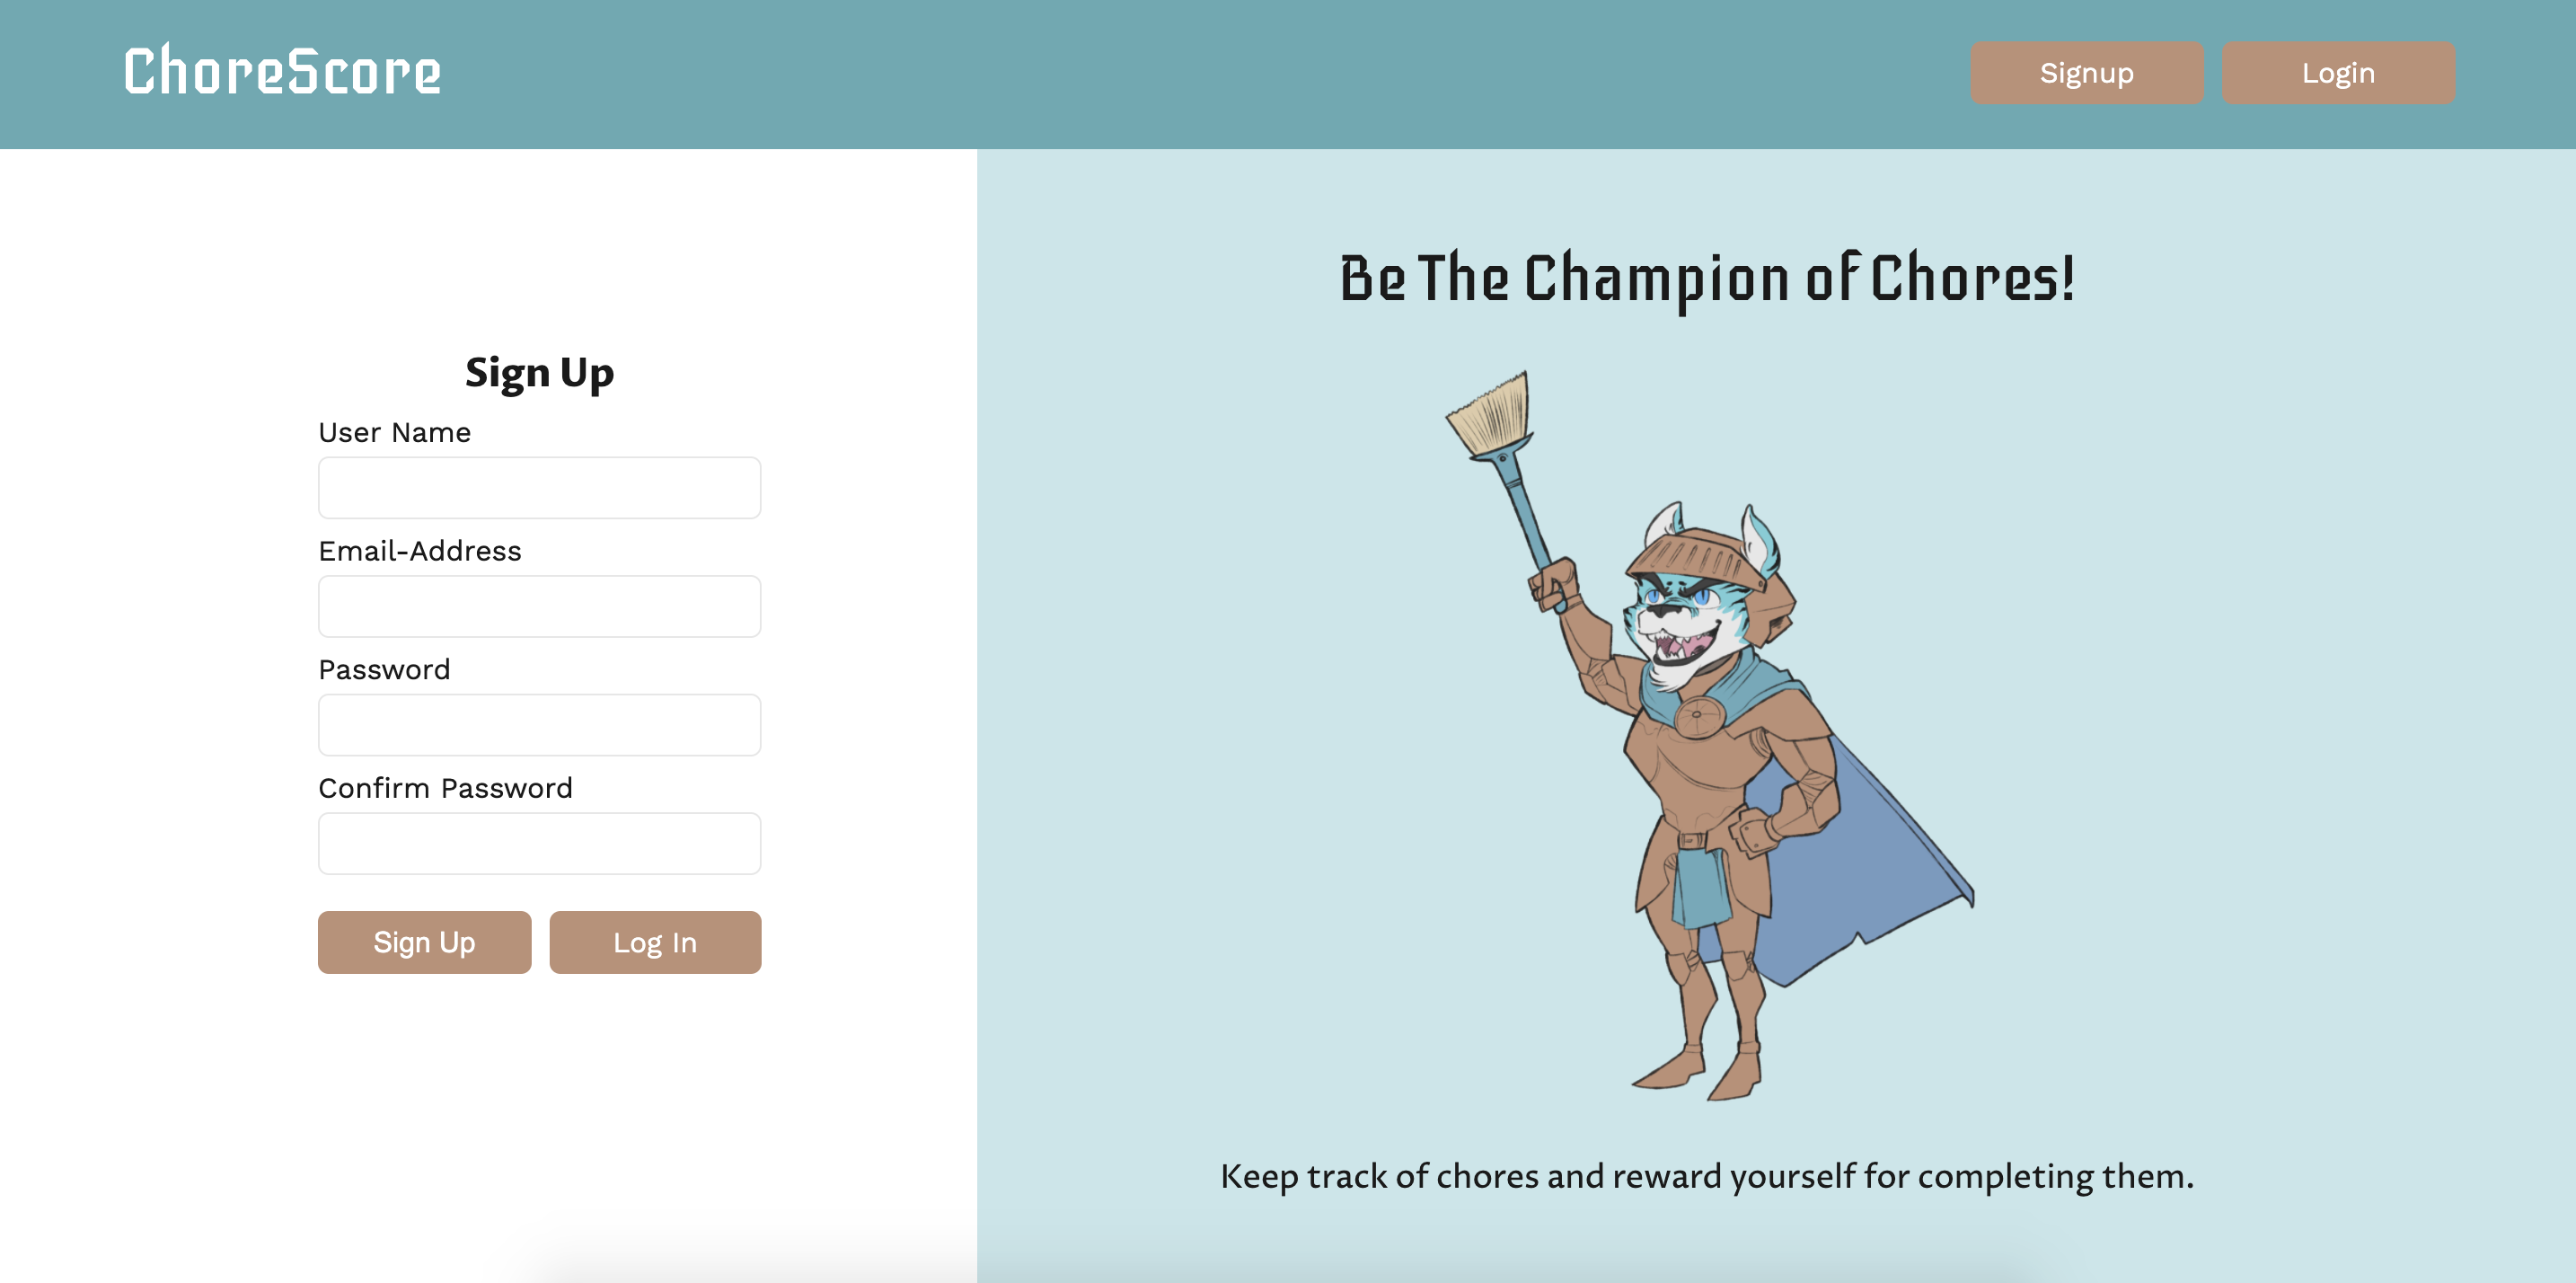 ChoreScore
Signup
Login
Be The Champion of Chores!
Sign Up
User Name
Email-Address
Password
Confirm Password
Sign Up
Log In
Keep track of chores and reward yourself for completing them.